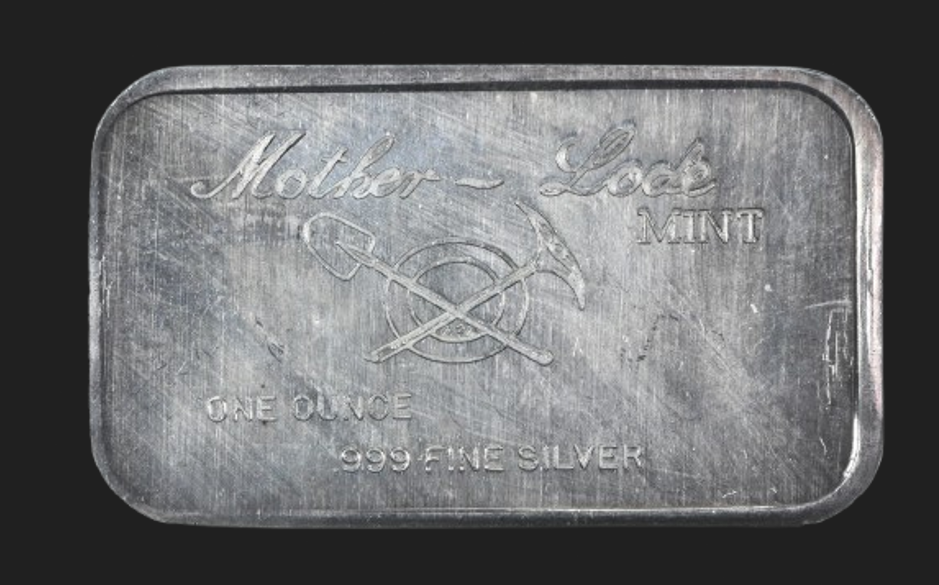 Mother - Lode
MINT
ONE OUNCE
.999 FINE SILVER